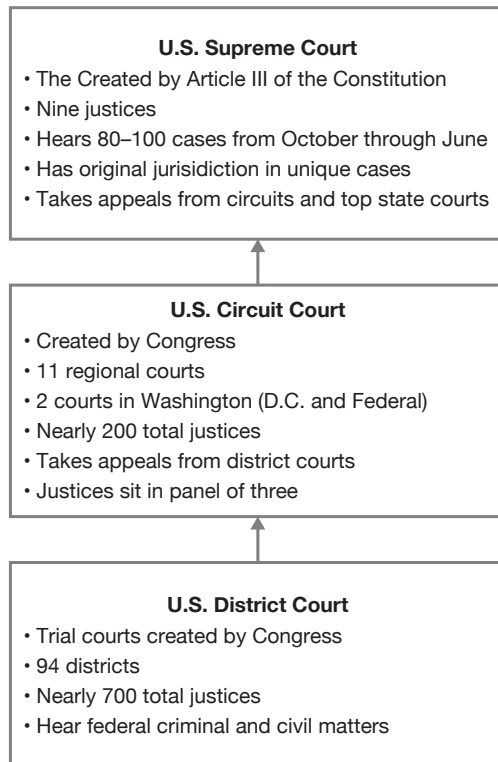 U.S. Supreme Court
• The Created by Article III of the Constitution
• Nine justices
• Hears 80–100 cases from October through June
• Has original jurisidiction in unique cases
• Takes appeals from circuits and top state courts
U.S. Circuit Court
• Created by Congress
• 11 regional courts
• 2 courts in Washington (D.C. and Federal)
• Nearly 200 total justices
• Takes appeals from district courts
• Justices sit in panel of three
U.S. District Court
• Trial courts created by Congress
• 94 districts
• Nearly 700 total justices
• Hear federal criminal and civil matters